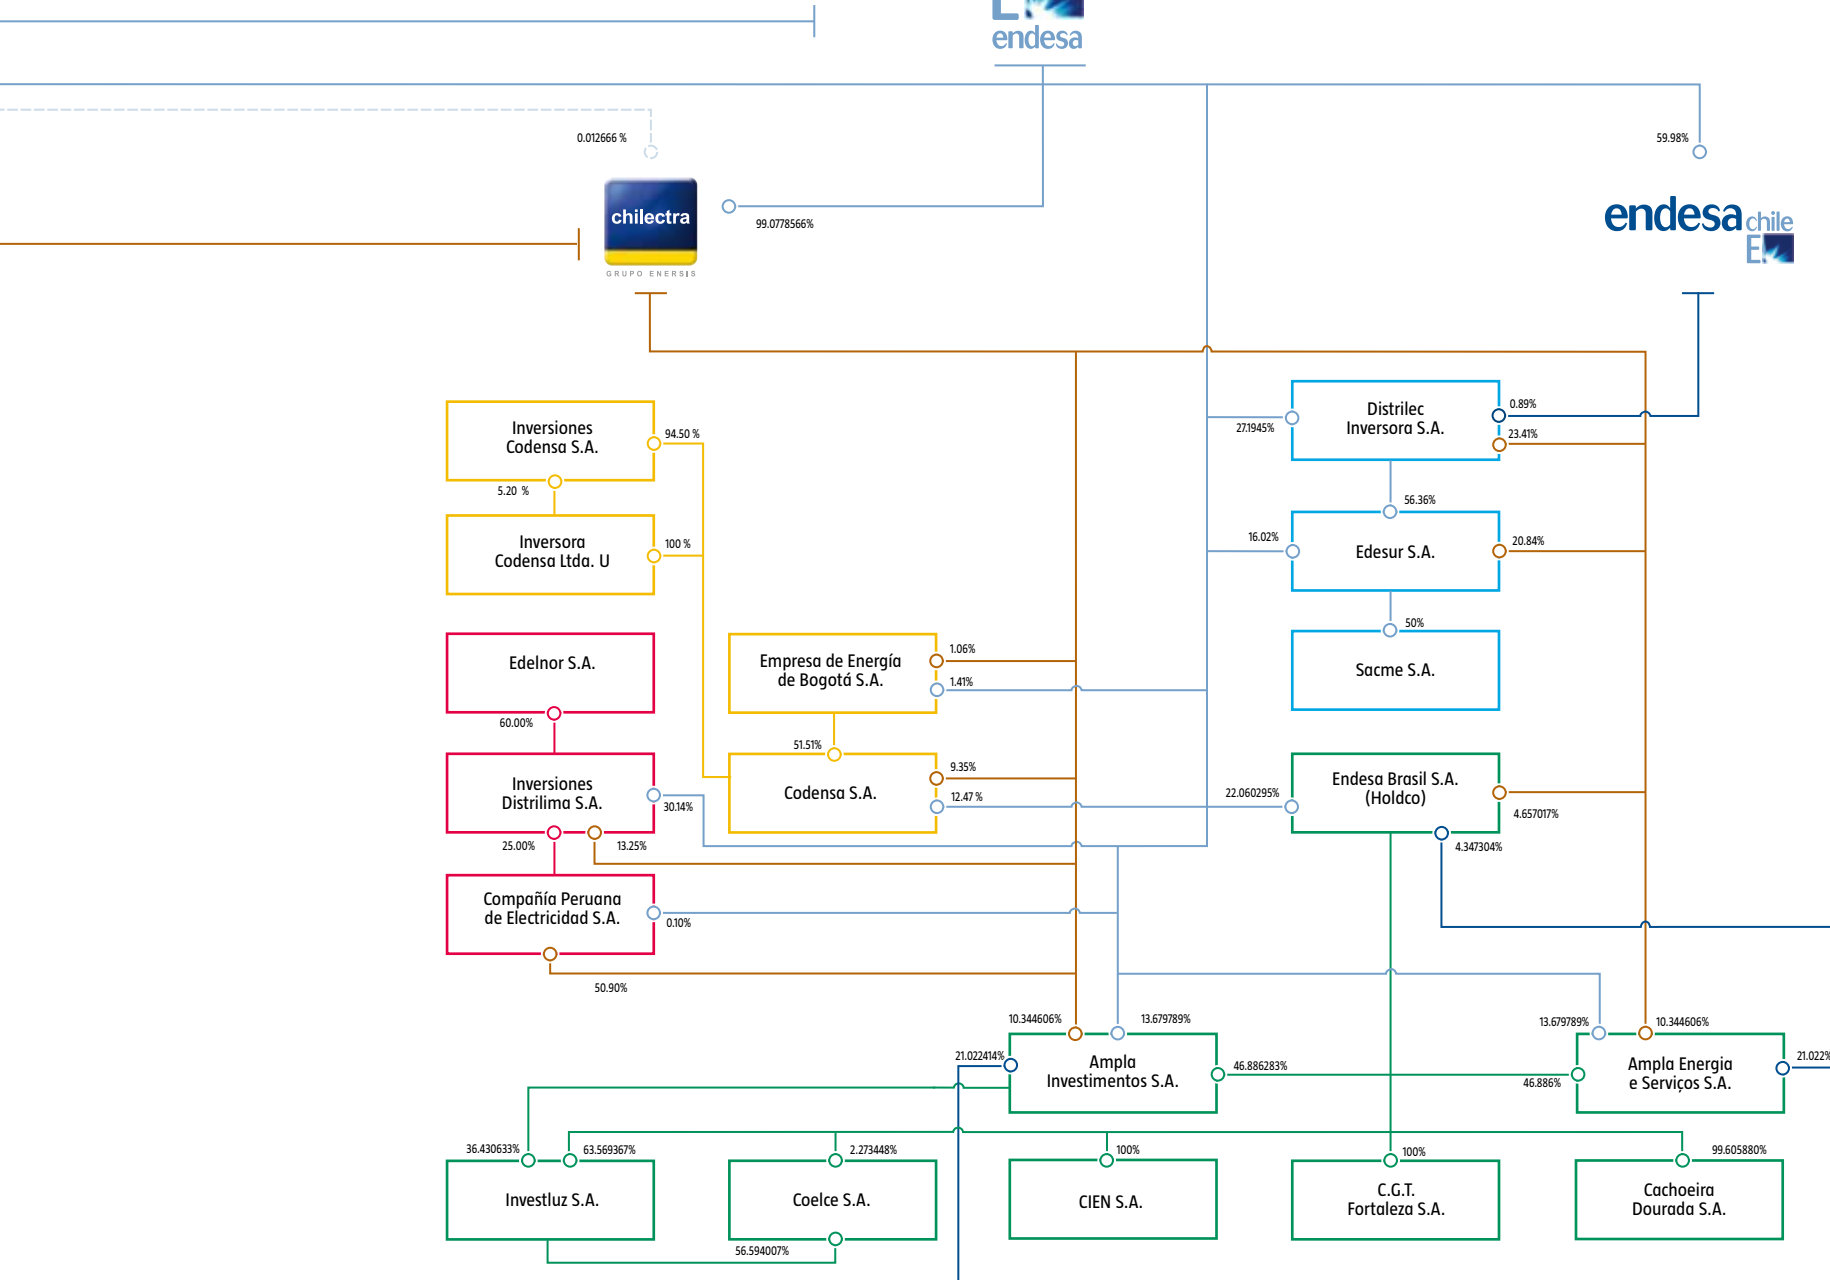 endesa
0.012666 %
59.98%
chilectra
99.0778566%
GRUPO ENERSIS
endesa chile
Inversiones
Codensa S.A.
94.50 %
5.20 %
Inversora
Codensa Ltda. U
100 %
Distrilec
Inversora S.A.
0.89%
27.1945%
23.41%
56.36%
Edesur S.A.
16.02%
20.84%
50%
Sacme S.A.
Edelnor S.A.
60.00%
Empresa de Energía
de Bogotá S.A.
1.06%
1.41%
51.51%
Inversiones
Distrilima S.A.
30.14%
25.00%
13.25%
Codensa S.A.
9.35%
12.47 %
Endesa Brasil S.A.
(Holdco)
22.060295%
4.657017%
4.347304%
Compañía Peruana
de Electricidad S.A.
0.10%
50.90%
10.344606%
13.679789%
21.022414%
Ampla
Investimentos S.A.
46.886283%
13.679789%
10.344606%
46.886%
Ampla Energia
e Serviços S.A.
21.022%
36.430633%
63.569367%
2.273448%
100%
100%
99.605880%
Investluz S.A.
Coelce S.A.
CIEN S.A.
C.G.T.
Fortaleza S.A.
Cachoeira
Dourada S.A.
56.594007%